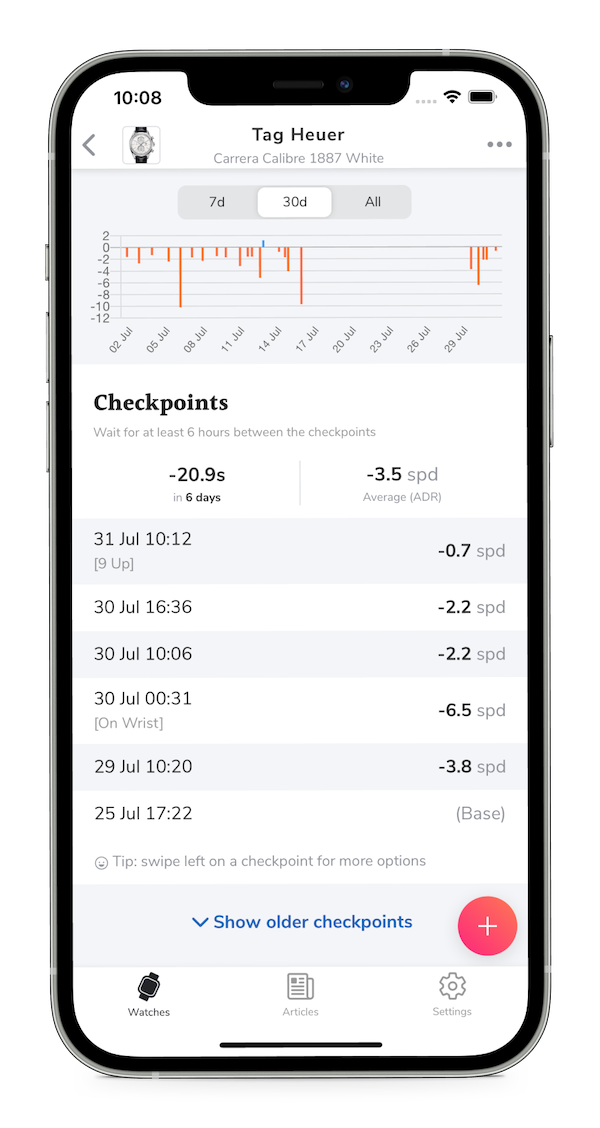 10:08
Tag Heuer
Carrera Calibre 1887 White
7d 30d All
2
0
-2
-4
-6
-8
-10
-12
02 Jul 05 Jul 08 Jul 11 Jul 14 Jul 17 Jul 20 Jul 23 Jul 26 Jul 29 Jul
Checkpoints
Wait for at least 6 hours between the checkpoints
-20.9s -3.5 spd
in 6 days Average (ADR)
31 Jul 10:12
[9 Up]
-0.7 spd
30 Jul 16:36 -2.2 spd
30 Jul 10:06 -2.2 spd
30 Jul 00:31
[On Wrist]
-6.5 spd
29 Jul 10:20 -3.8 spd
25 Jul 17:22 (Base)
Tip: swipe left on a checkpoint for more options
Show older checkpoints
Watches Articles Settings